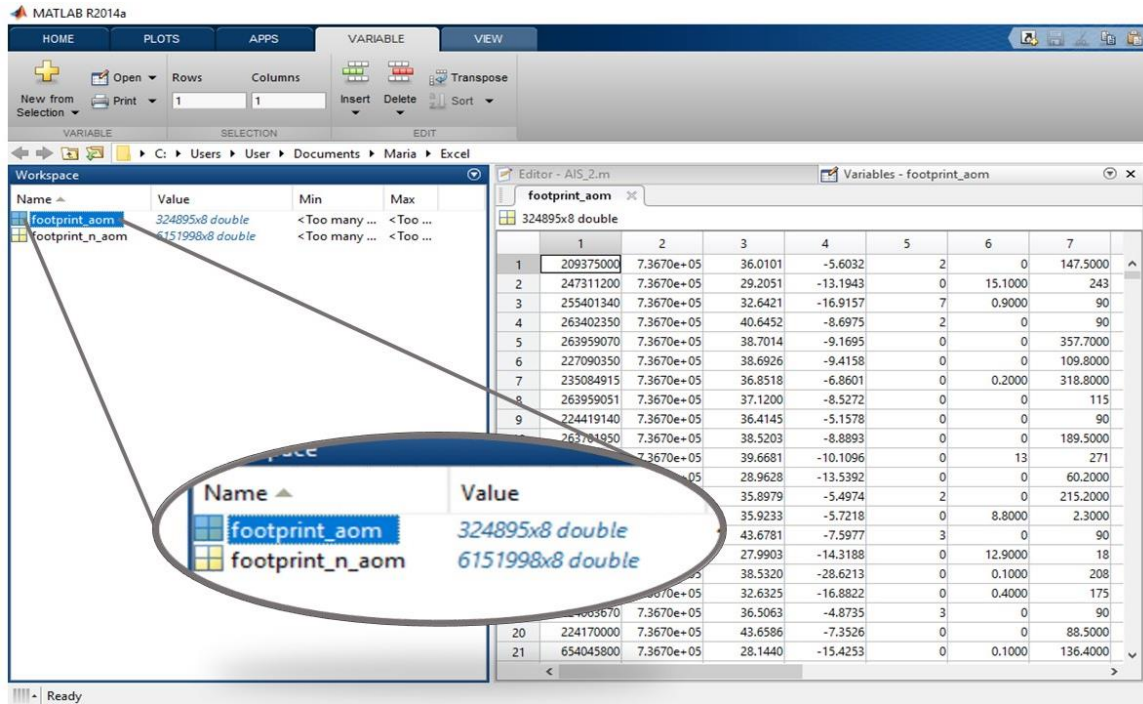 MATLAB R2014a
HOME PLOTS APPS VARIABLE VIEW
New from Selection Open Print Rows Columns 1 1 Insert Delete Transpose Sort
VARIABLE SELECTION EDIT
C: Users User Documents Maria Excel
Workspace
Name Value Min Max
footprint_aom 324895x8 double <Too many ... <Too ...
footprint_n_aom 6151998x8 double <Too many ... <Too ...
Name Value
footprint_aom 324895x8 double
footprint_n_aom 6151998x8 double
Editor - AIS_2.m Variables - footprint_aom
footprint_aom
324895x8 double
1 2 3 4 5 6 7
1 209375000 7.3670e+05 36.0101 -5.6032 2 0 147.5000
2 247311200 7.3670e+05 29.2051 -13.1943 0 15.1000 243
3 255401340 7.3670e+05 32.6421 -16.9157 7 0.9000 90
4 263402350 7.3670e+05 40.6452 -8.6975 2 0 90
5 263959070 7.3670e+05 38.7014 -9.1695 0 0 357.7000
6 227090350 7.3670e+05 38.6926 -9.4158 0 0 109.8000
7 235084915 7.3670e+05 36.8518 -6.8601 0 0.2000 318.8000
8 263959051 7.3670e+05 37.1200 -8.5272 0 0 115
9 224419140 7.3670e+05 36.4145 -5.1578 0 0 90
7.3670e+05 38.5203 -8.8893 0 0 189.5000
7.3670e+05 39.6681 -10.1096 0 13 271
28.9628 -13.5392 0 0 60.2000
35.8979 -5.4974 2 0 215.2000
35.9233 -5.7218 0 8.8000 2.3000
43.6781 -7.5977 3 0 90
27.9903 -14.3188 0 12.9000 18
38.5320 -28.6213 0 0.1000 208
32.6325 -16.8822 0 0.4000 175
7.3670e+05 36.5063 -4.8735 3 0 90
20 224170000 7.3670e+05 43.6586 -7.3526 0 0 88.5000
21 654045800 7.3670e+05 28.1440 -15.4253 0 0.1000 136.4000
Ready